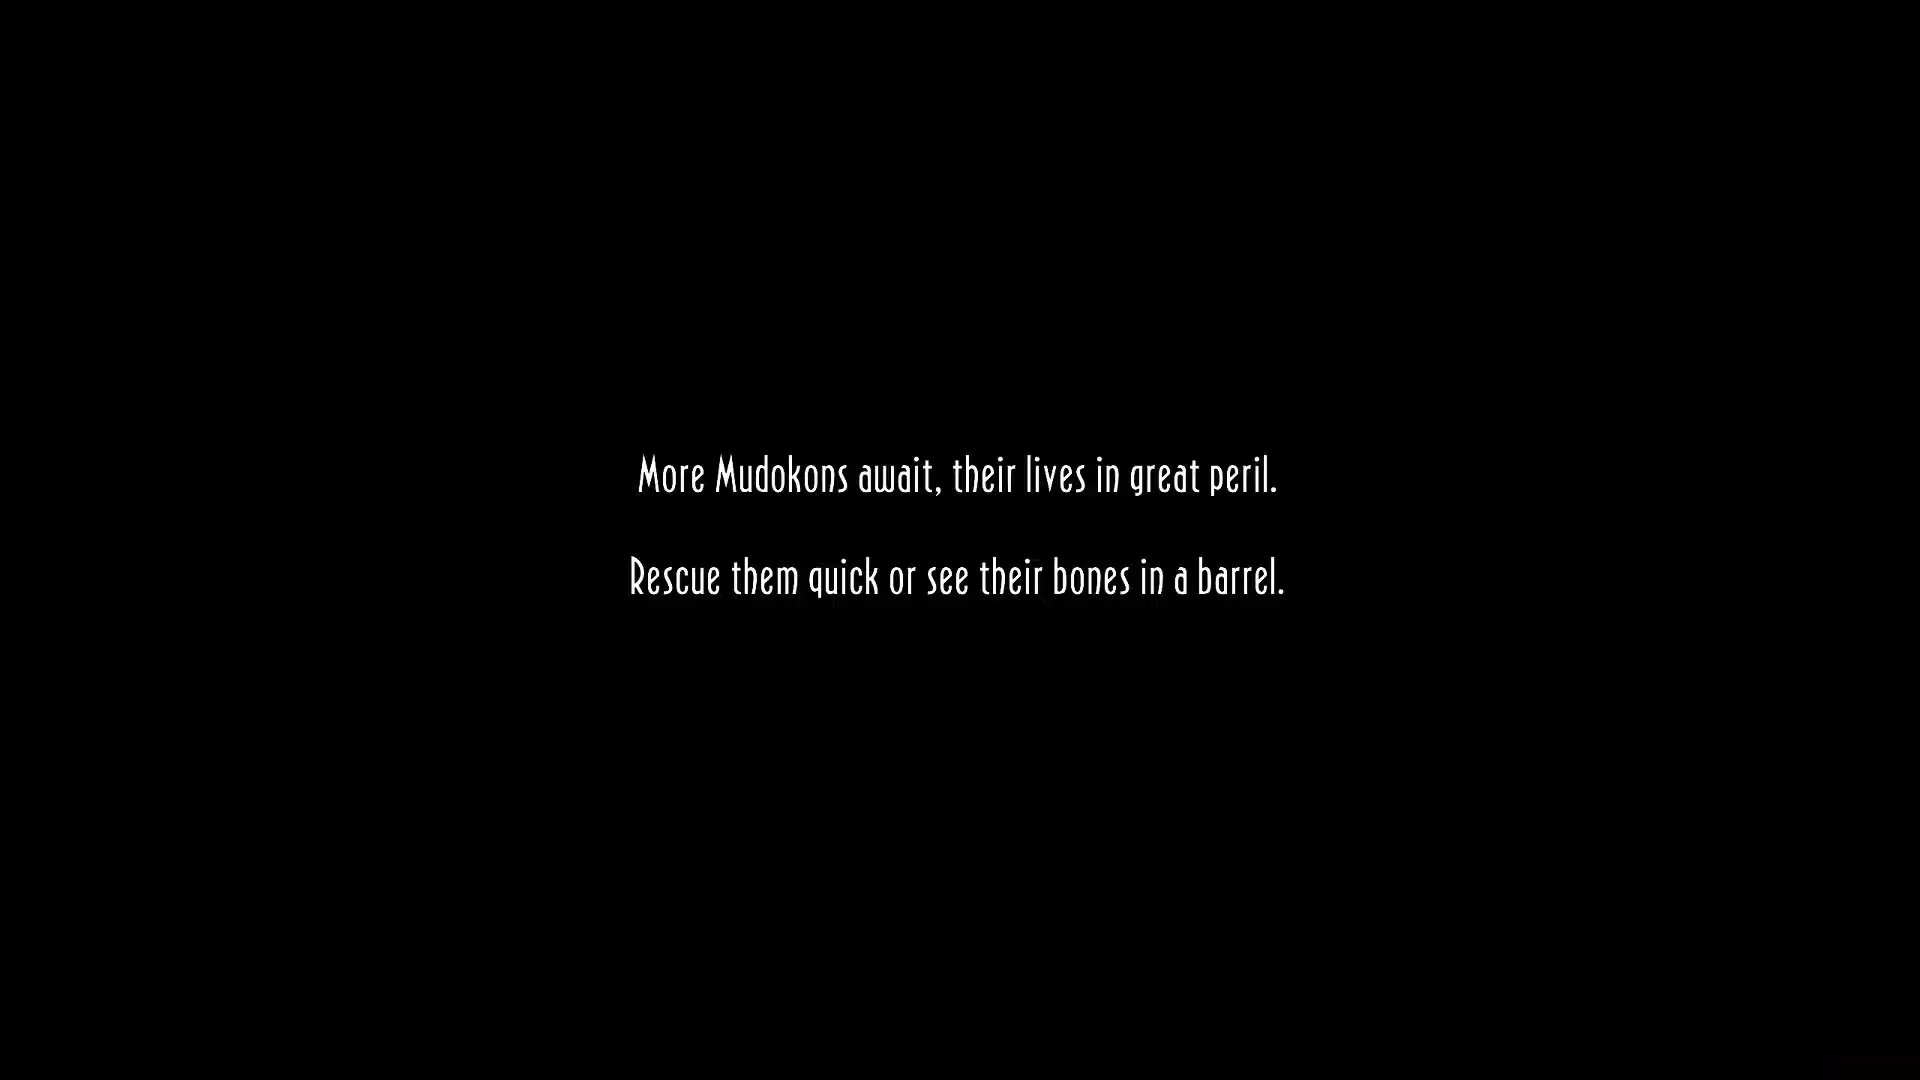 More Mudokons await, their lives in great peril.
Rescue them quick or see their bones in a barrel.